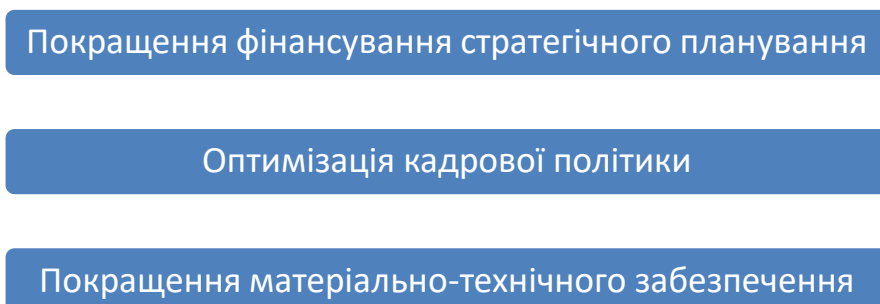 Покращення фінансування стратегічного планування
Оптимізація кадрової політики
Покращення матеріально-технічного забезпечення